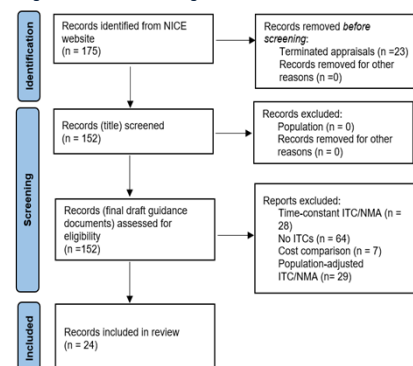 Identification
Records identified from NICE
website
(n = 175)
Records removed before
screening:
Terminated appraisals (n =23)
Records removed for other
reasons (n =0)
Screening
Records (title) screened
(n = 152)
Records excluded:
Population (n = 0)
Records removed for other
reasons (n = 0)
Records (final draft guidance
documents) assessed for
eligibility
(n =152)
Reports excluded:
Time-constant ITC/NMA (n =
28)
No ITCs (n = 64)
Cost comparison (n = 7)
Population-adjusted
ITC/NMA (n= 29)
Included
Records included in review
(n = 24)